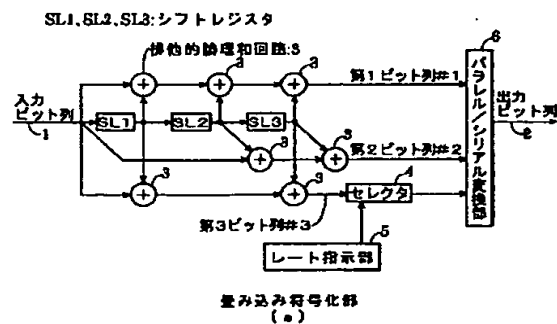 SL1、SL2、SL3:シフトレジスタ
排他的論理和回路:3
3
3
6
入力
ビット列
1
SL1
SL2
SL3
第1ビット列#1
3
3
第2ビット列#2
パラレル/シリアル変換部
出力
ビット列
2
3
3
4
セレクタ
第3ビット列#3
5
レート指示部
畳み込み符号化部
(a)